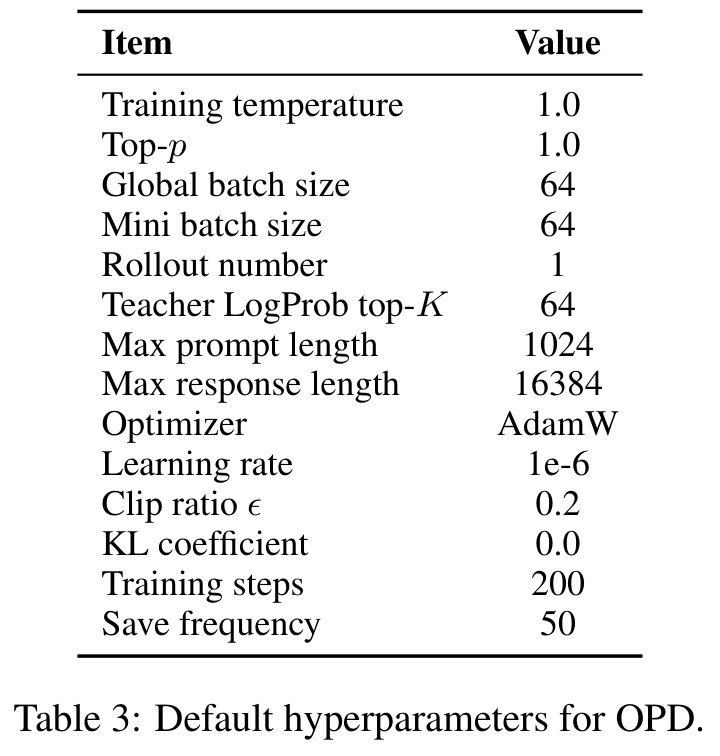 Item Value
Training temperature 1.0
Top-p 1.0
Global batch size 64
Mini batch size 64
Rollout number 1
Teacher LogProb top-K 64
Max prompt length 1024
Max response length 16384
Optimizer AdamW
Learning rate 1e-6
Clip ratio ϵ 0.2
KL coefficient 0.0
Training steps 200
Save frequency 50
Table 3: Default hyperparameters for OPD.